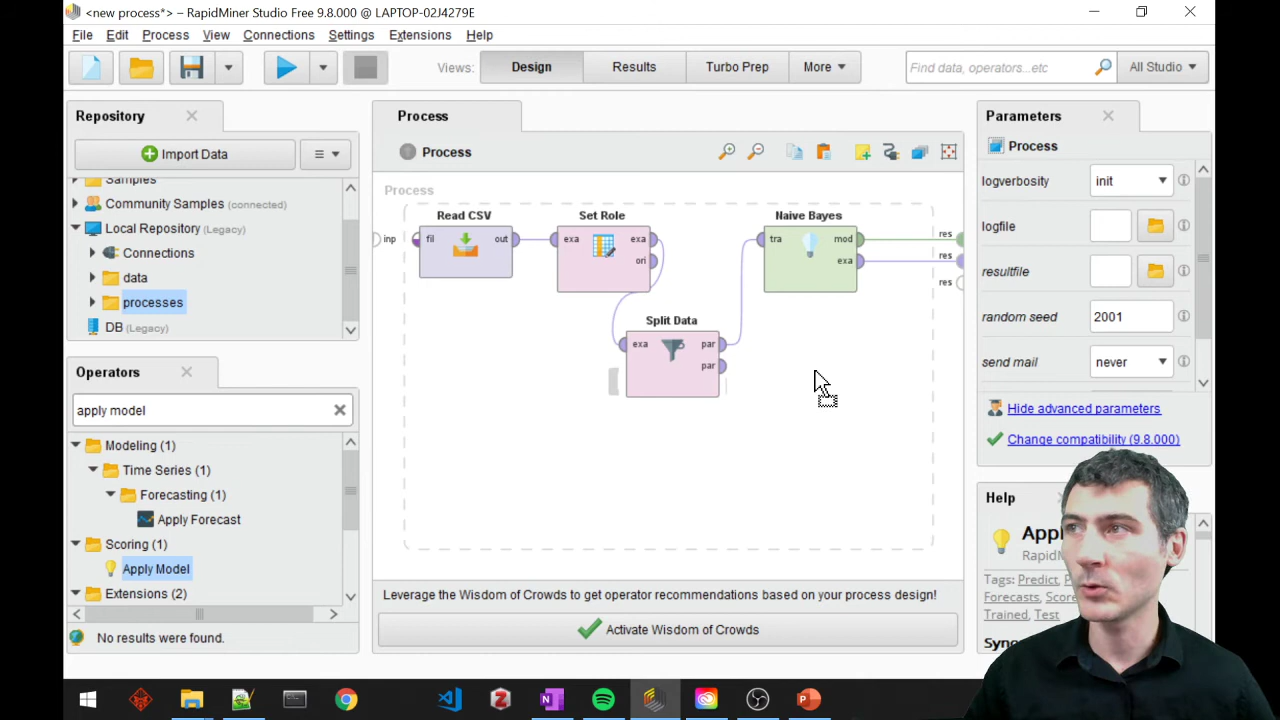 <new process*> – RapidMiner Studio Free 9.8.000 @ LAPTOP-02J4279E
File Edit Process View Connections Settings Extensions Help
Views: Design Results Turbo Prep More Find data, operators...etc All Studio
Repository
Import Data
Samples
Community Samples (connected)
Local Repository (Legacy)
Connections
data
processes
DB (Legacy)
Operators
apply model
Modeling (1)
Time Series (1)
Forecasting (1)
Apply Forecast
Scoring (1)
Apply Model
Extensions (2)
No results were found.
Process
Process
Process
Read CSV Set Role Naive Bayes
inp fil out exa exa tra mod res
ori exa res
res
Split Data
exa par
par
Leverage the Wisdom of Crowds to get operator recommendations based on your process design!
Activate Wisdom of Crowds
Parameters
Process
logverbosity init
logfile
resultfile
random seed 2001
send mail never
Hide advanced parameters
Change compatibility (9.8.000)
Help
RapidM
Tags: Predict,
Forecasts,
Trained, Test